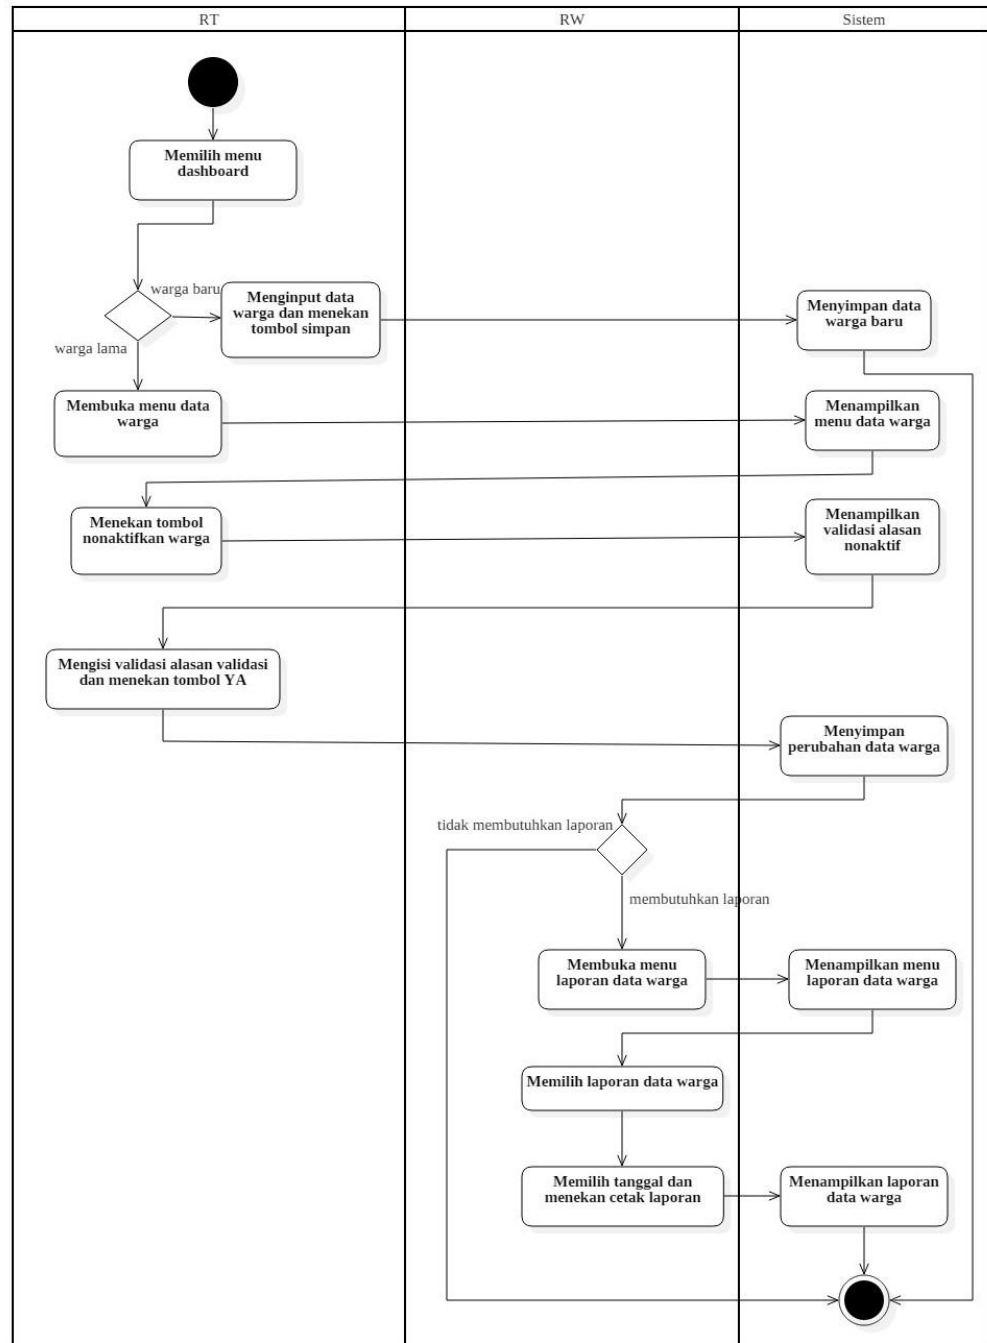 RT
RW
Sistem
Memilih menu
dashboard
warga baru
Menginput data
warga dan menekan
tombol simpan
Menyimpan data
warga baru
warga lama
Membuka menu data
warga
Menampilkan
menu data warga
Menekan tombol
nonaktifkan warga
Menampilkan
validasi alasan
nonaktif
Mengisi validasi alasan validasi
dan menekan tombol YA
Menyimpan
perubahan data warga
tidak membutuhkan laporan
membutuhkan laporan
Membuka menu
laporan data warga
Menampilkan menu
laporan data warga
Memilih laporan data warga
Memilih tanggal dan
menekan cetak laporan
Menampilkan laporan
data warga